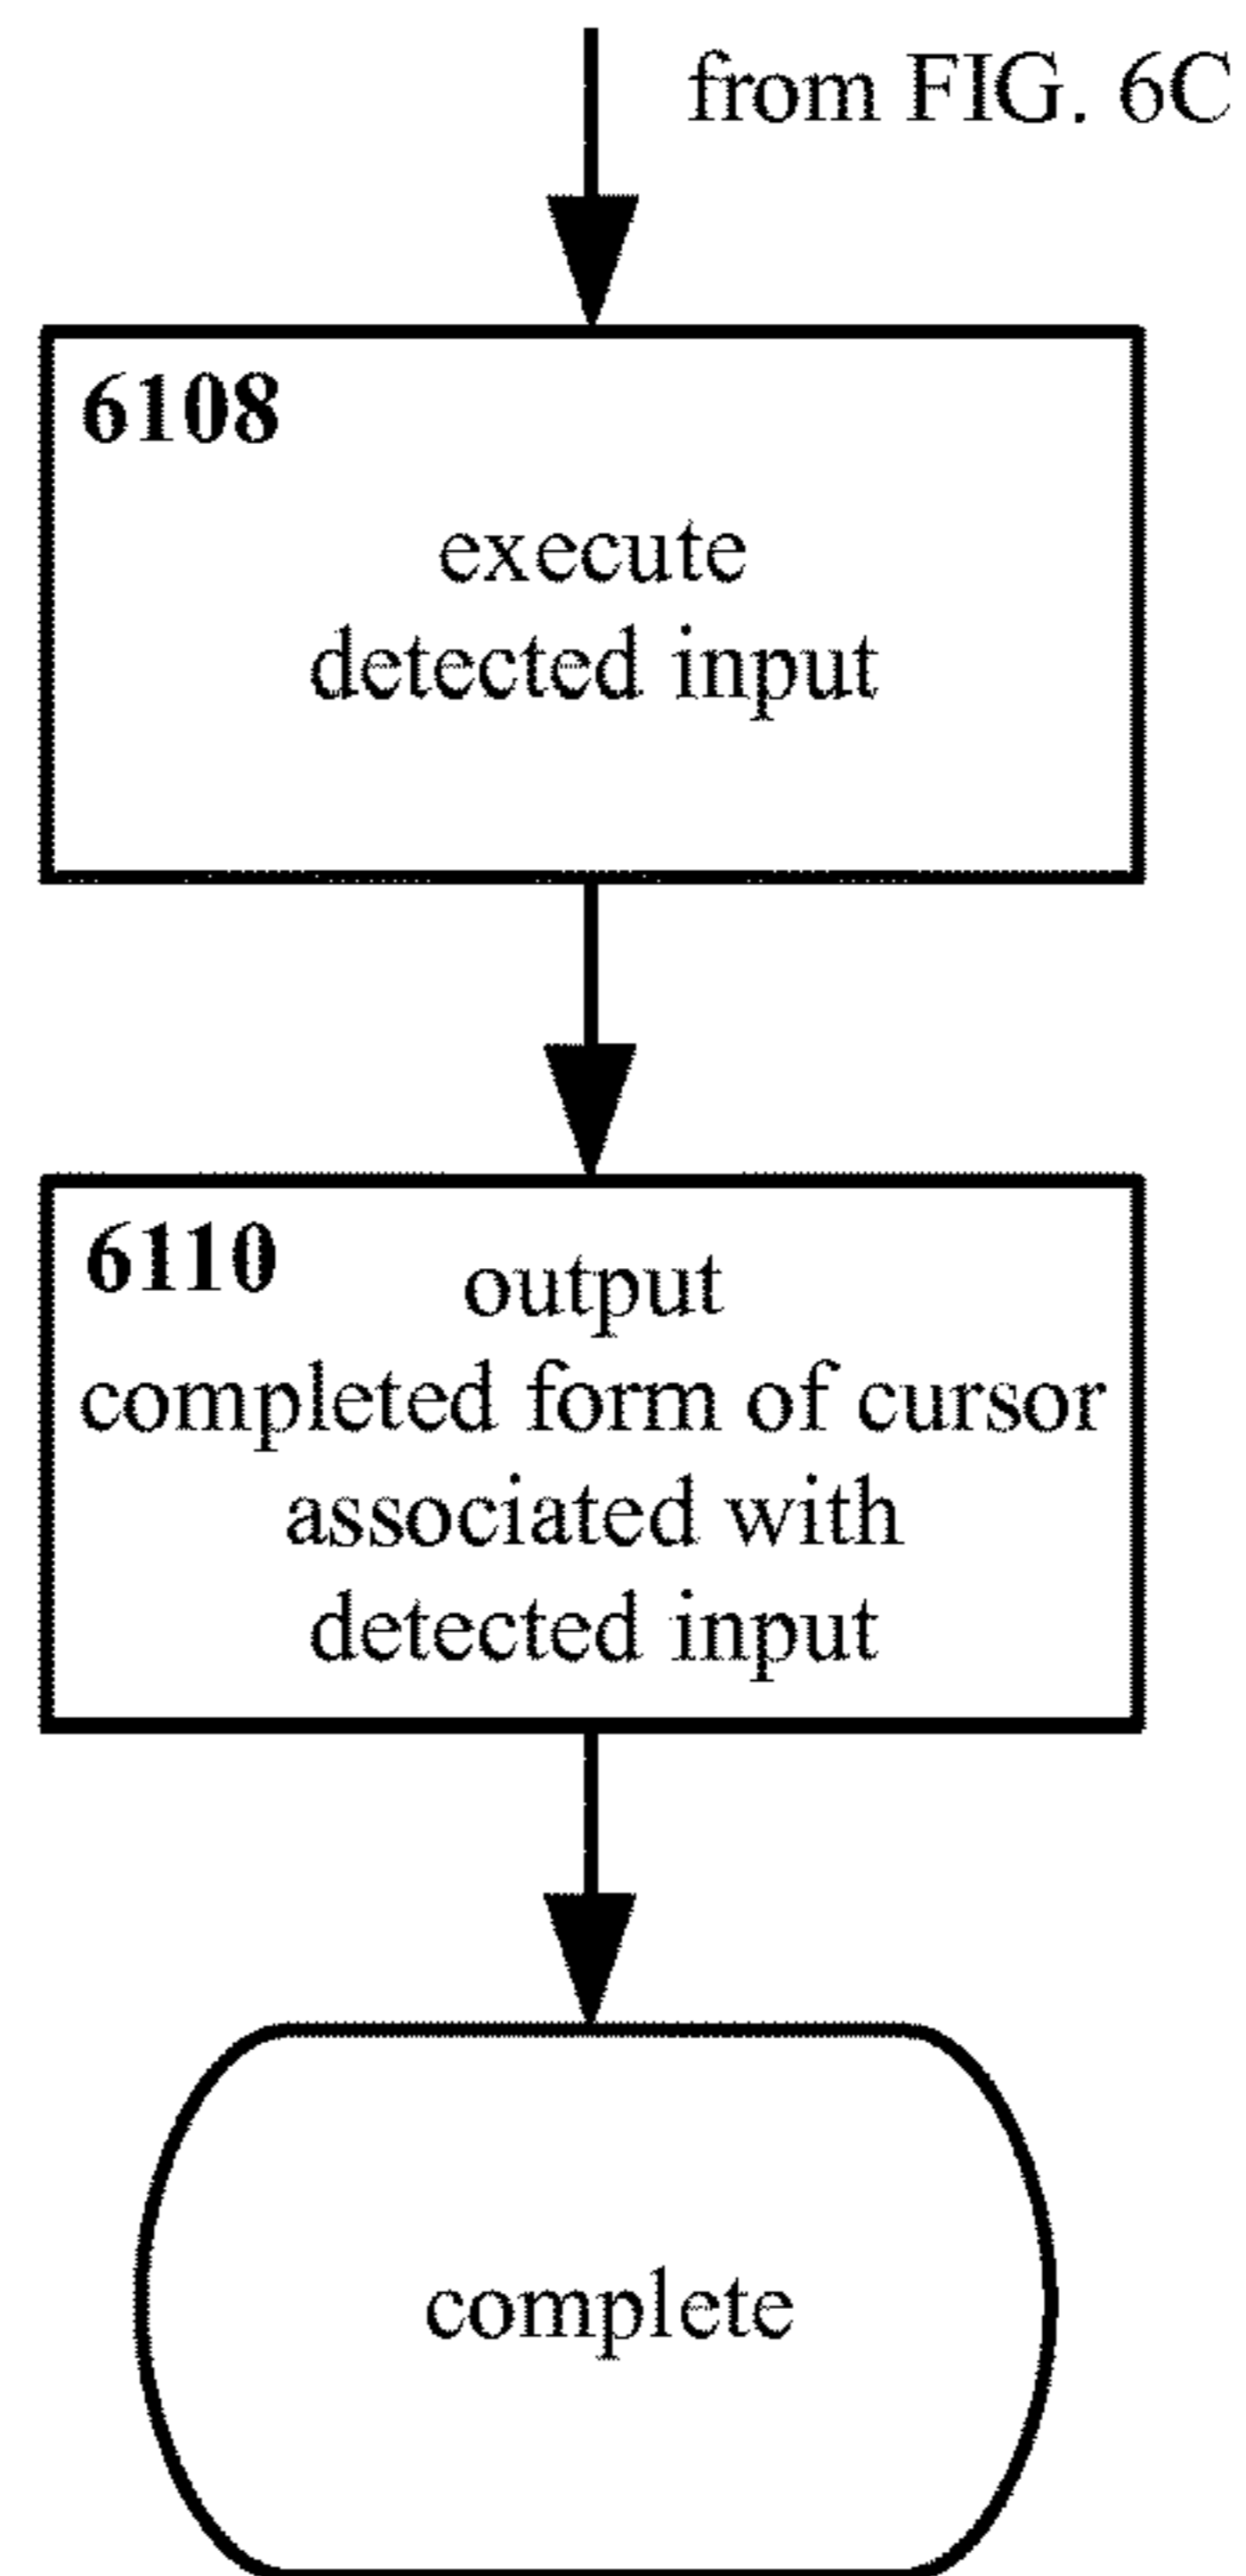 from FIG. 6C
6108
execute
detected input
6110
output
completed form of cursor
associated with
detected input
complete